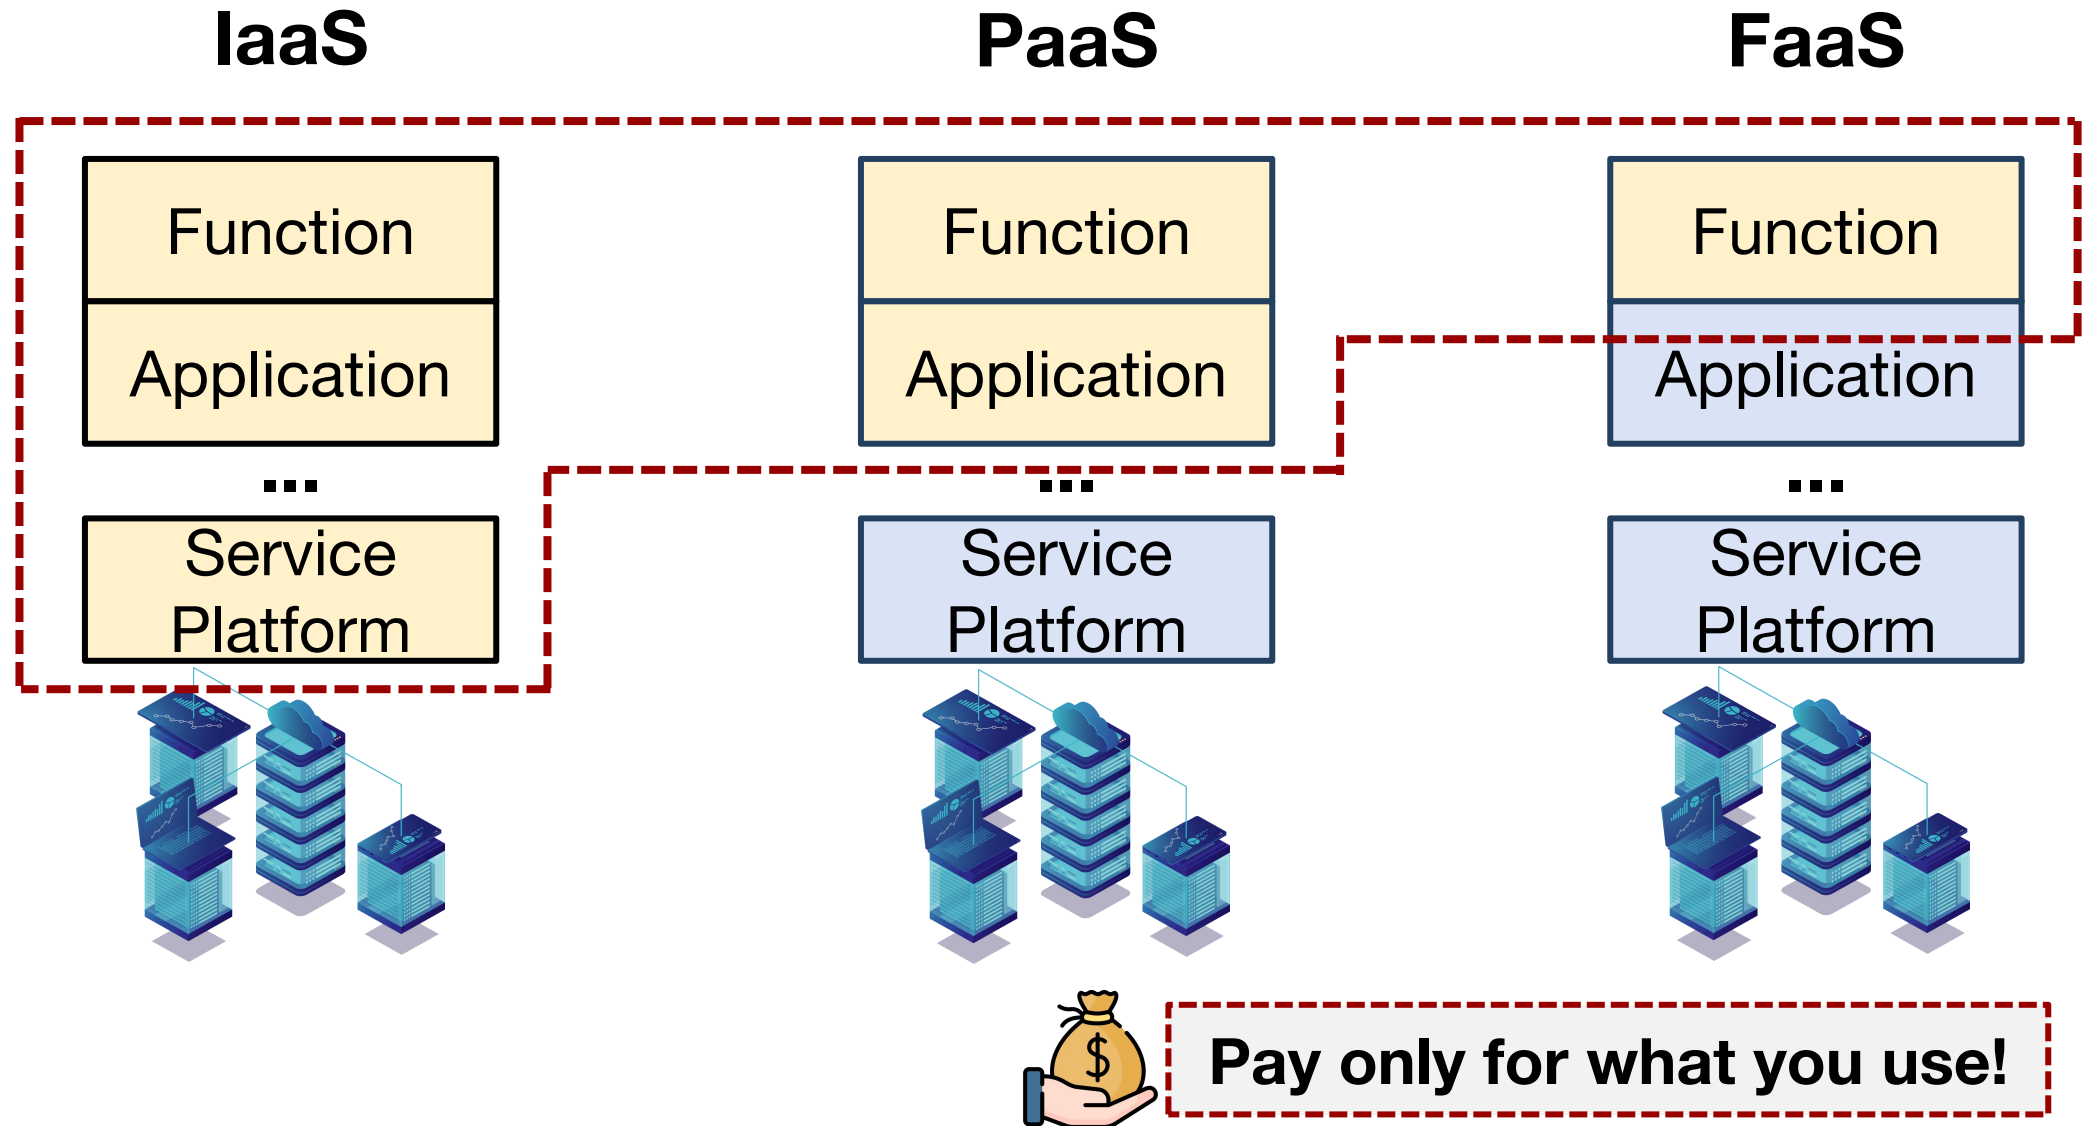 IaaS
PaaS
FaaS
Function
Application
...
Service
Platform
Function
Application
...
Service
Platform
Function
Application
...
Service
Platform
$
Pay only for what you use!